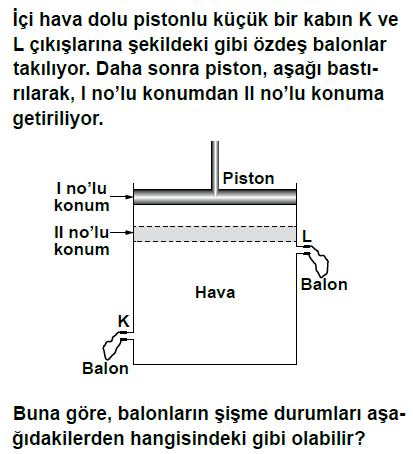 İçi hava dolu pistonlu küçük bir kabın K ve
L çıkışlarına şekildeki gibi özdeş balonlar
takılıyor. Daha sonra piston, aşağı bastı-
rılarak, I no'lu konumdan II no'lu konuma
getiriliyor.
Piston
I no'lu
konum
II no'lu
konum
L
Balon
Hava
K
Balon
Buna göre, balonların şişme durumları aşa-
ğıdakilerden hangisindeki gibi olabilir?